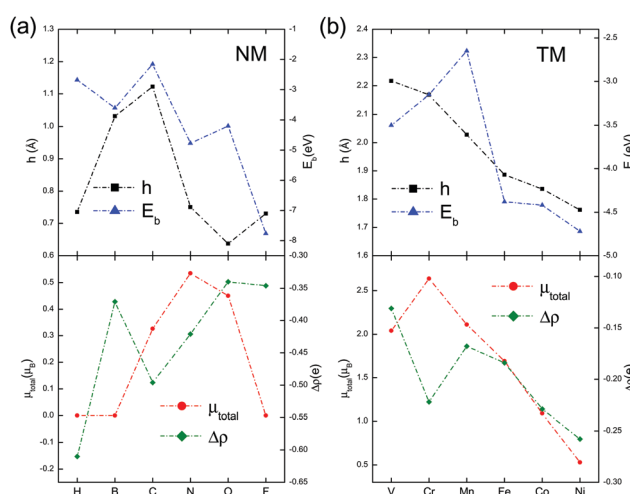 (a)
NM
1.3
1.2
1.1
1.0
0.9
0.8
0.7
0.6
h (Å)
-1
-2
-3
-4
-5
-6
-7
-8
E_b(eV)
h
E_b
0.5
0.4
0.3
0.2
0.1
0.0
-0.1
-0.2
μ_total(μ_B)
-0.30
-0.35
-0.40
-0.45
-0.50
-0.55
-0.60
-0.65
Δρ(e)
μ_total
Δρ
H B C N O F
(b)
TM
2.4
2.3
2.2
2.1
2.0
1.9
1.8
1.7
1.6
h (Å)
-2.5
-3.0
-3.5
-4.0
-4.5
-5.0
E_b(eV)
h
E_b
2.5
2.0
1.5
1.0
0.5
μ_total(μ_B)
-0.10
-0.15
-0.20
-0.25
-0.30
Δρ(e)
μ_total
Δρ
V Cr Mn Fe Co Ni